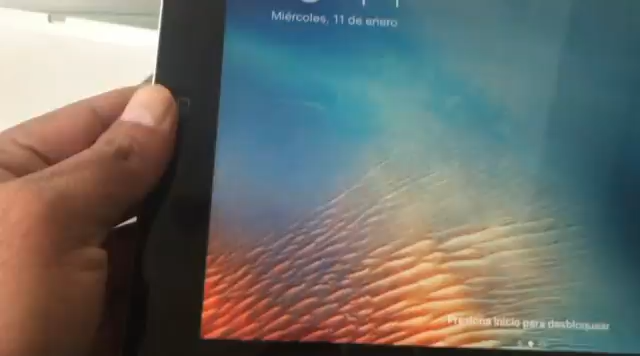 Miércoles, 11 de enero
Presiona Inicio para desbloquear